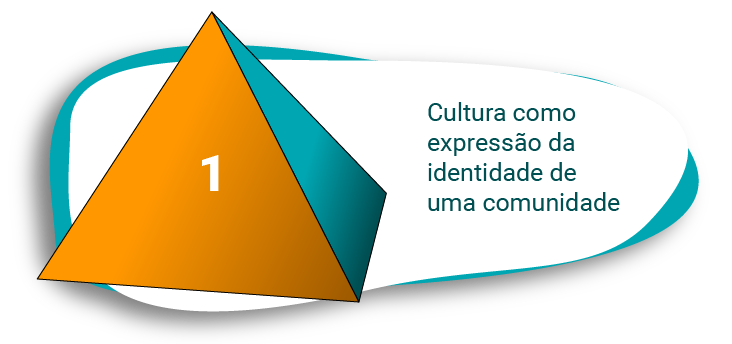 1
Cultura como
expressão da
identidade de
uma comunidade